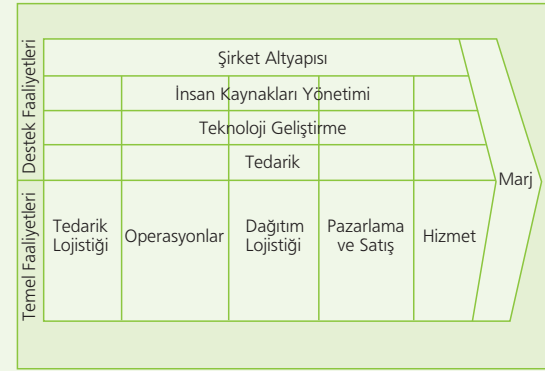 Destek Faaliyetleri
Şirket Altyapısı
İnsan Kaynakları Yönetimi
Teknoloji Geliştirme
Tedarik
Marj
Temel Faaliyetleri
Tedarik
Lojistiği
Operasyonlar
Dağıtım
Lojistiği
Pazarlama
ve Satış
Hizmet